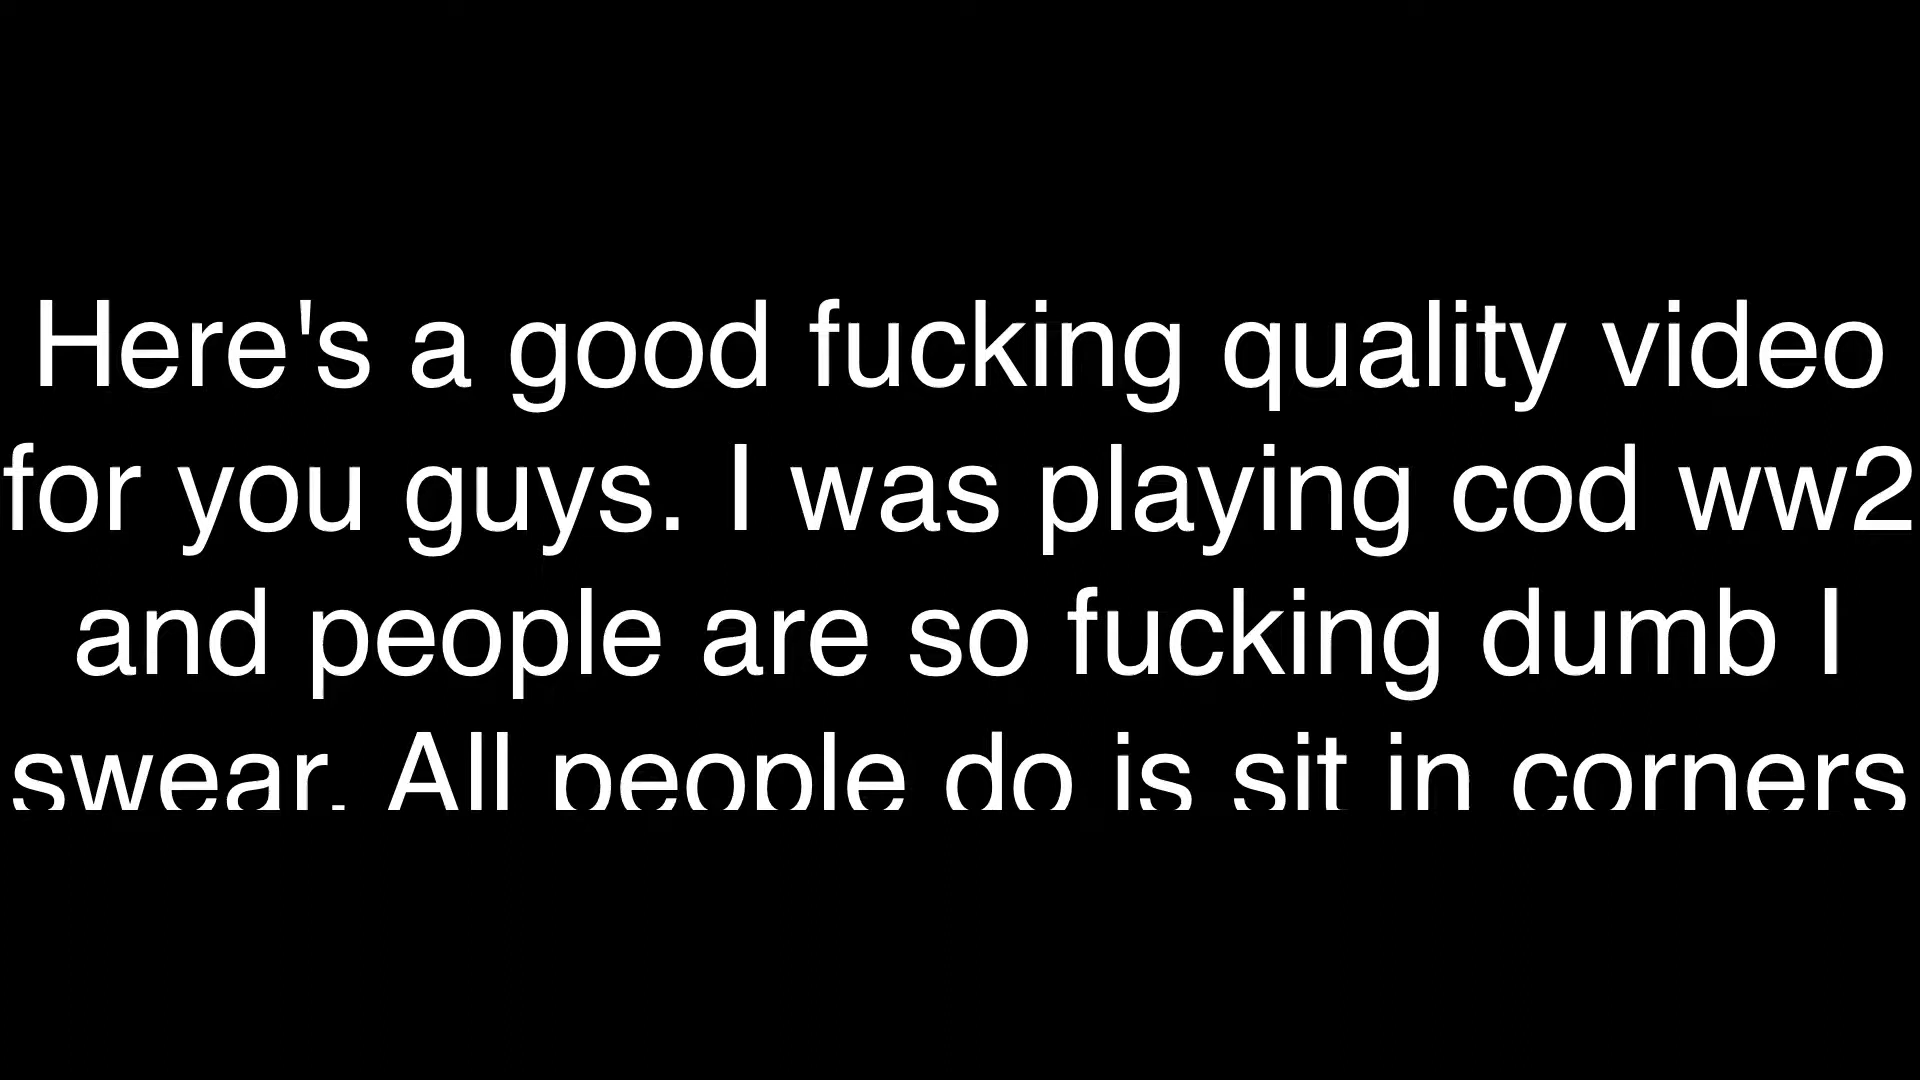 Here's a good fucking quality video
for you guys. I was playing cod ww2
and people are so fucking dumb I
swear. All people do is sit in corners